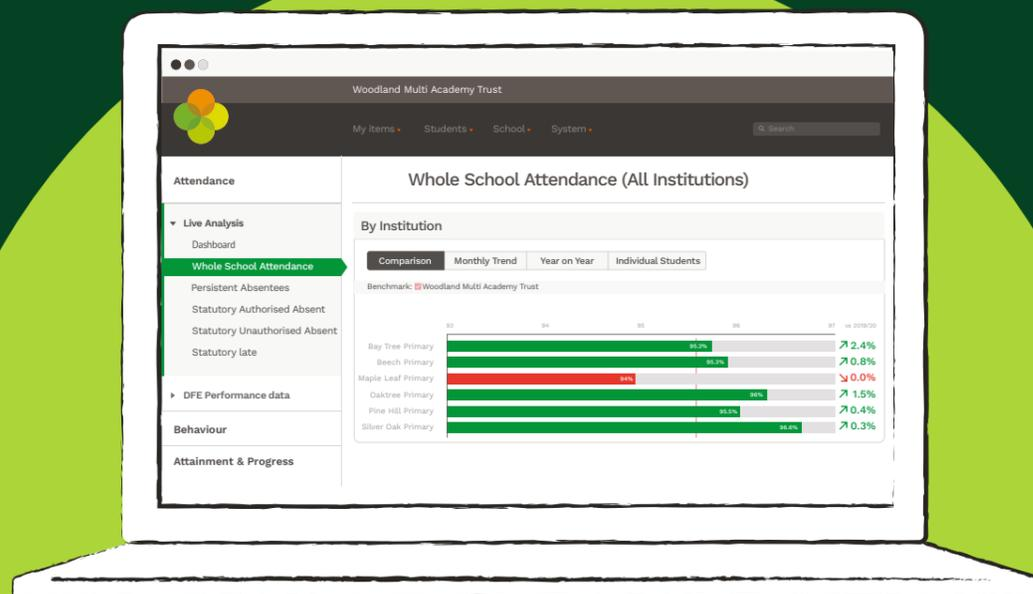 Woodland Multi Academy Trust
My items Students School System Search
Attendance
Live Analysis
Dashboard
Whole School Attendance
Persistent Absentees
Statutory Authorised Absent
Statutory Unauthorised Absent
Statutory late
DFE Performance data
Behaviour
Attainment & Progress
Whole School Attendance (All Institutions)
By Institution
Comparison Monthly Trend Year on Year Individual Students
Benchmark: Woodland Multi Academy Trust
93 94 95 96 97 vs 2019/20
Bay Tree Primary 95.2% 2.4%
Beech Primary 95.3% 0.8%
Maple Leaf Primary 94% 0.0%
Oaktree Primary 96% 1.5%
Pine Hill Primary 95.5% 0.4%
Silver Oak Primary 96.6% 0.3%